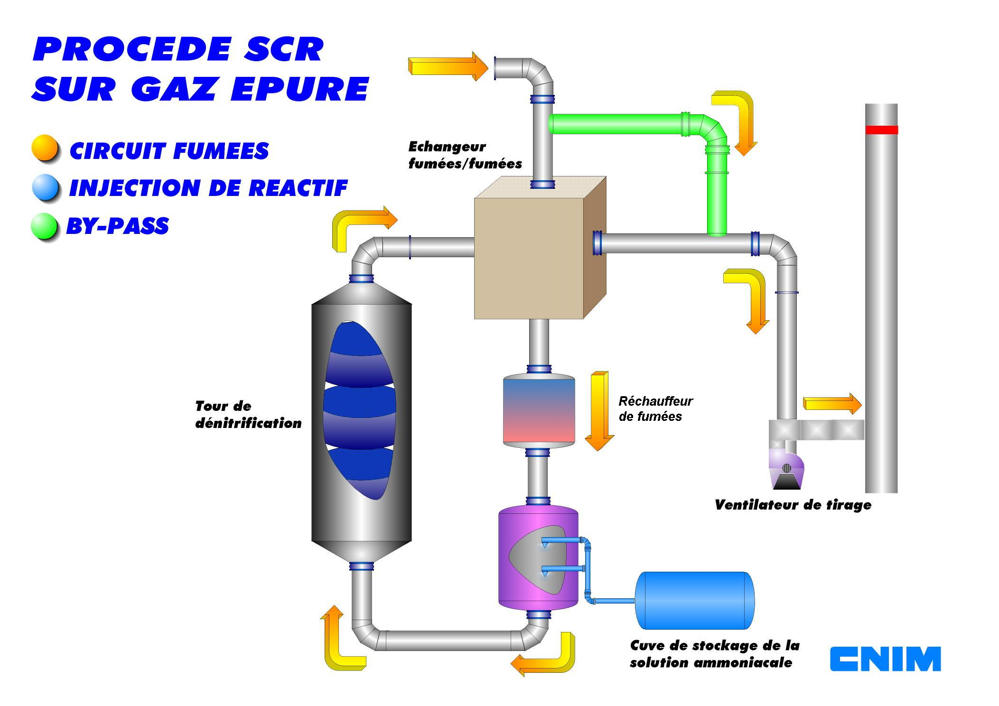 PROCEDE SCR
SUR GAZ EPURE
CIRCUIT FUMEES
INJECTION DE REACTIF
BY-PASS
Echangeur
fumées/fumées
Tour de
dénitrification
Réchauffeur
de fumées
Ventilateur de tirage
Cuve de stockage de la
solution ammoniacale
CNIM